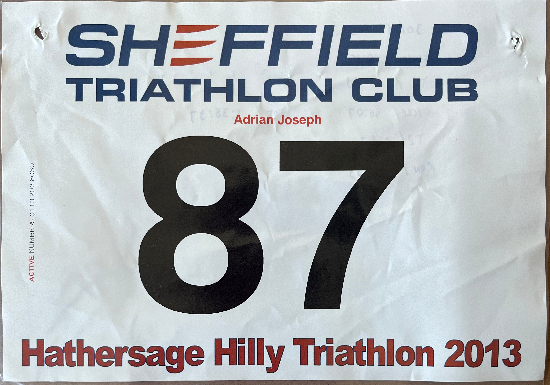 SHEFFIELD
TRIATHLON CLUB
Adrian Joseph
87
Hathersage Hilly Triathlon 2013